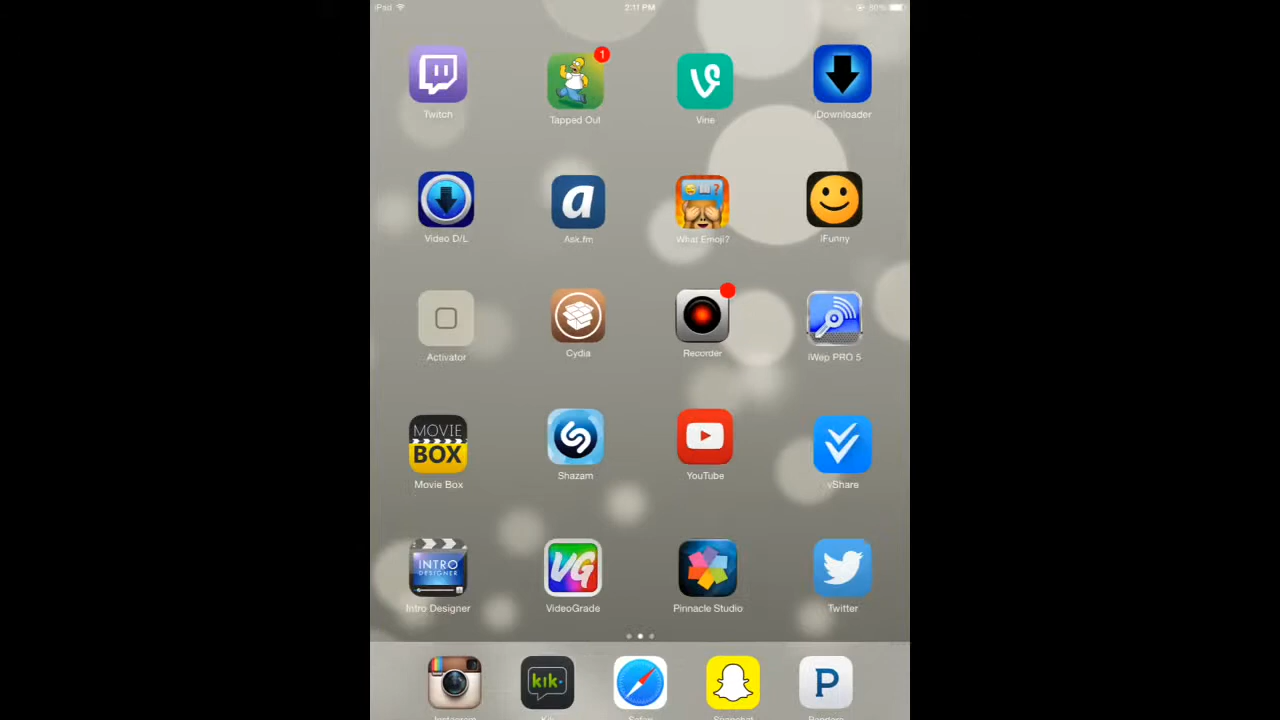 iPad 2:11 PM 80%
1
Twitch Tapped Out Vine iDownloader
a
Video D/L Ask.fm What Emoji? iFunny
Activator Cydia Recorder iWep PRO 5
MOVIE
BOX
Movie Box Shazam YouTube vShare
INTRO
DESIGNER
VG
Intro Designer VideoGrade Pinnacle Studio Twitter
kik
P
Instagram Kik Safari Snapchat Pandora